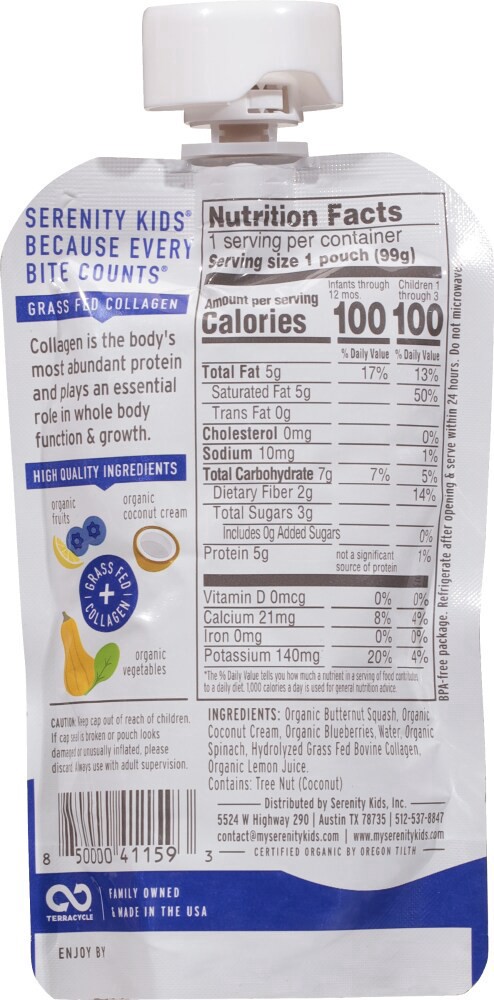 SERENITY KIDS®
BECAUSE EVERY
BITE COUNTS®
GRASS FED COLLAGEN
Collagen is the body's
most abundant protein
and plays an essential
role in whole body
function & growth.
HIGH QUALITY INGREDIENTS
organic
fruits
organic
coconut cream
GRASS FED
+
COLLAGEN
organic
vegetables
CAUTION: Keep cap out of reach of children.
If cap seal is broken or pouch looks
damaged or unusually inflated, please
discard. Always use with adult supervision.
8 50000 41159 3
TERRACYCLE
FAMILY OWNED
& MADE IN THE USA
ENJOY BY
Nutrition Facts
1 serving per container
Serving size 1 pouch (99g)
Amount per serving
Calories
Infants through
12 mos.
100
Children 1
through 3
100
% Daily Value % Daily Value
Total Fat 5g 17% 13%
Saturated Fat 5g 50%
Trans Fat 0g
Cholesterol 0mg 0%
Sodium 10mg 1%
Total Carbohydrate 7g 7% 5%
Dietary Fiber 2g 14%
Total Sugars 3g
Includes 0g Added Sugars 0%
Protein 5g not a significant source of protein 1%
Vitamin D 0mcg 0% 0%
Calcium 21mg 8% 4%
Iron 0mg 0% 0%
Potassium 140mg 20% 4%
*The % Daily Value tells you how much a nutrient in a serving of food contributes
to a daily diet. 1,000 calories a day is used for general nutrition advice.
INGREDIENTS: Organic Butternut Squash, Organic
Coconut Cream, Organic Blueberries, Water, Organic
Spinach, Hydrolyzed Grass Fed Bovine Collagen,
Organic Lemon Juice.
Contains: Tree Nut (Coconut)
Distributed by Serenity Kids, Inc.
5524 W Highway 290 | Austin TX 78735 | 512-537-8847
contact@myserenitykids.com | www.myserenitykids.com
CERTIFIED ORGANIC BY OREGON TILTH
BPA-free package. Refrigerate after opening & serve within 24 hours. Do not microwave